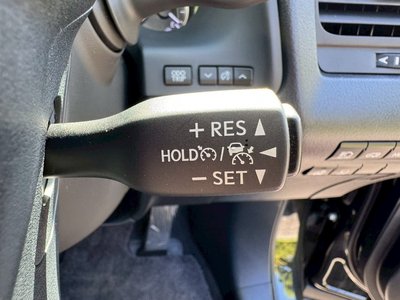 + RES
HOLD /
− SET